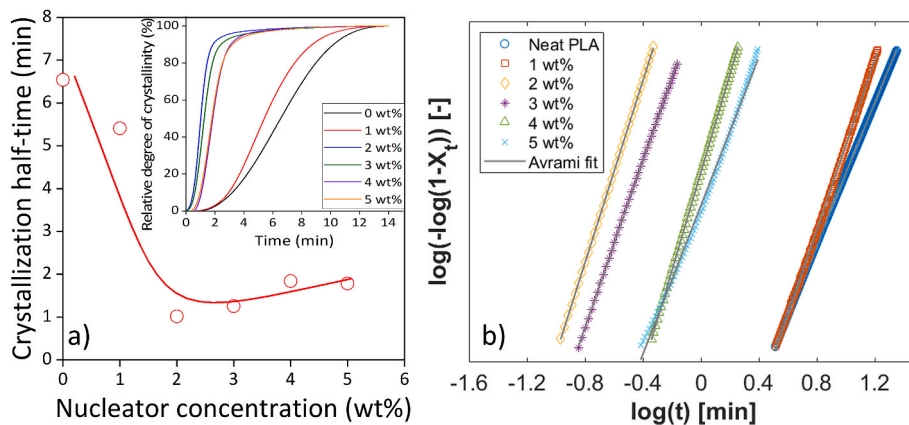 Crystallization half-time (min)
8
7
6
5
4
3
2
1
0
0
1
2
3
4
5
6
Nucleator concentration (wt%)
a)
Relative degree of crystallinity (%)
100
80
60
40
20
0
0
2
4
6
8
10
12
14
Time (min)
0 wt%
1 wt%
2 wt%
3 wt%
4 wt%
5 wt%
log(-log(1-Xt)) [-]
Neat PLA
1 wt%
2 wt%
3 wt%
4 wt%
5 wt%
Avrami fit
b)
-1.6
-1.2
-0.8
-0.4
0
0.4
0.8
1.2
log(t) [min]